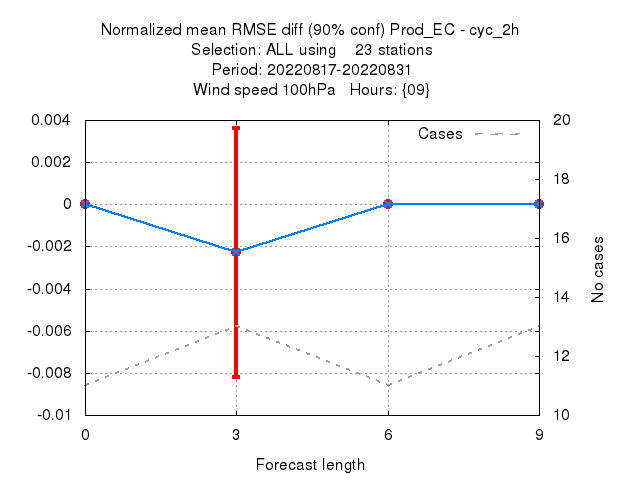 Normalized mean RMSE diff (90% conf) Prod_EC - cyc_2h
Selection: ALL using    23 stations
Period: 20220817-20220831
Wind speed 100hPa   Hours: {09}
Cases
0.004
0.002
0
-0.002
-0.004
-0.006
-0.008
-0.01
20
18
16
14
12
10
No cases
0 3 6 9
Forecast length